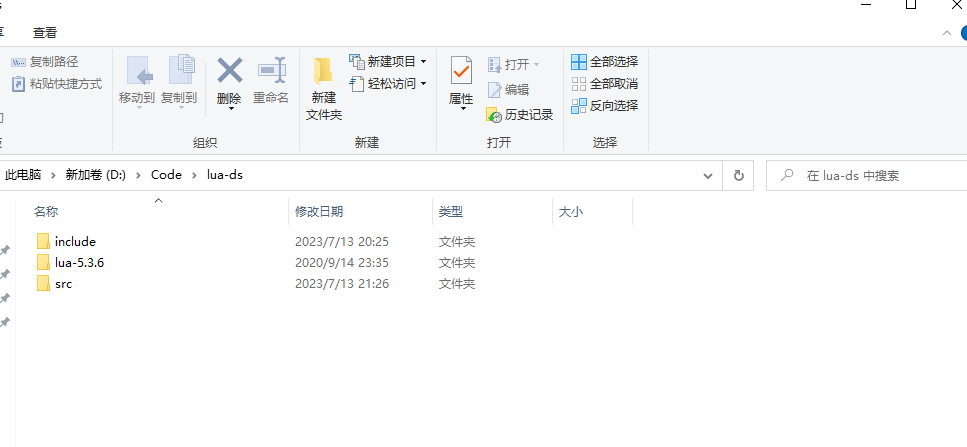 查看
复制路径
粘贴快捷方式
移动到
复制到
删除
重命名
组织
新建
文件夹
新建项目
轻松访问
新建
属性
打开
编辑
历史记录
打开
全部选择
全部取消
反向选择
选择
此电脑 > 新加卷 (D:) > Code > lua-ds
在 lua-ds 中搜索
名称 修改日期 类型 大小
include 2023/7/13 20:25 文件夹
lua-5.3.6 2020/9/14 23:35 文件夹
src 2023/7/13 21:26 文件夹